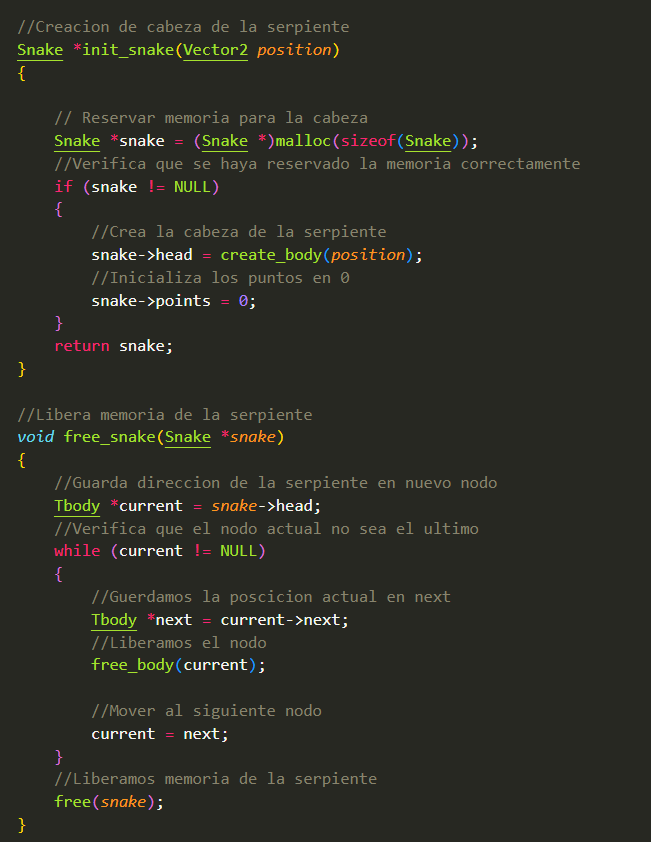 //Creacion de cabeza de la serpiente
Snake *init_snake(Vector2 position)
{
    // Reservar memoria para la cabeza
    Snake *snake = (Snake *)malloc(sizeof(Snake));
    //Verifica que se haya reservado la memoria correctamente
    if (snake != NULL)
    {
        //Crea la cabeza de la serpiente
        snake->head = create_body(position);
        //Inicializa los puntos en 0
        snake->points = 0;
    }
    return snake;
}
//Libera memoria de la serpiente
void free_snake(Snake *snake)
{
    //Guarda direccion de la serpiente en nuevo nodo
    Tbody *current = snake->head;
    //Verifica que el nodo actual no sea el ultimo
    while (current != NULL)
    {
        //Guerdamos la poscicion actual en next
        Tbody *next = current->next;
        //Liberamos el nodo
        free_body(current);
        //Mover al siguiente nodo
        current = next;
    }
    //Liberamos memoria de la serpiente
    free(snake);
}